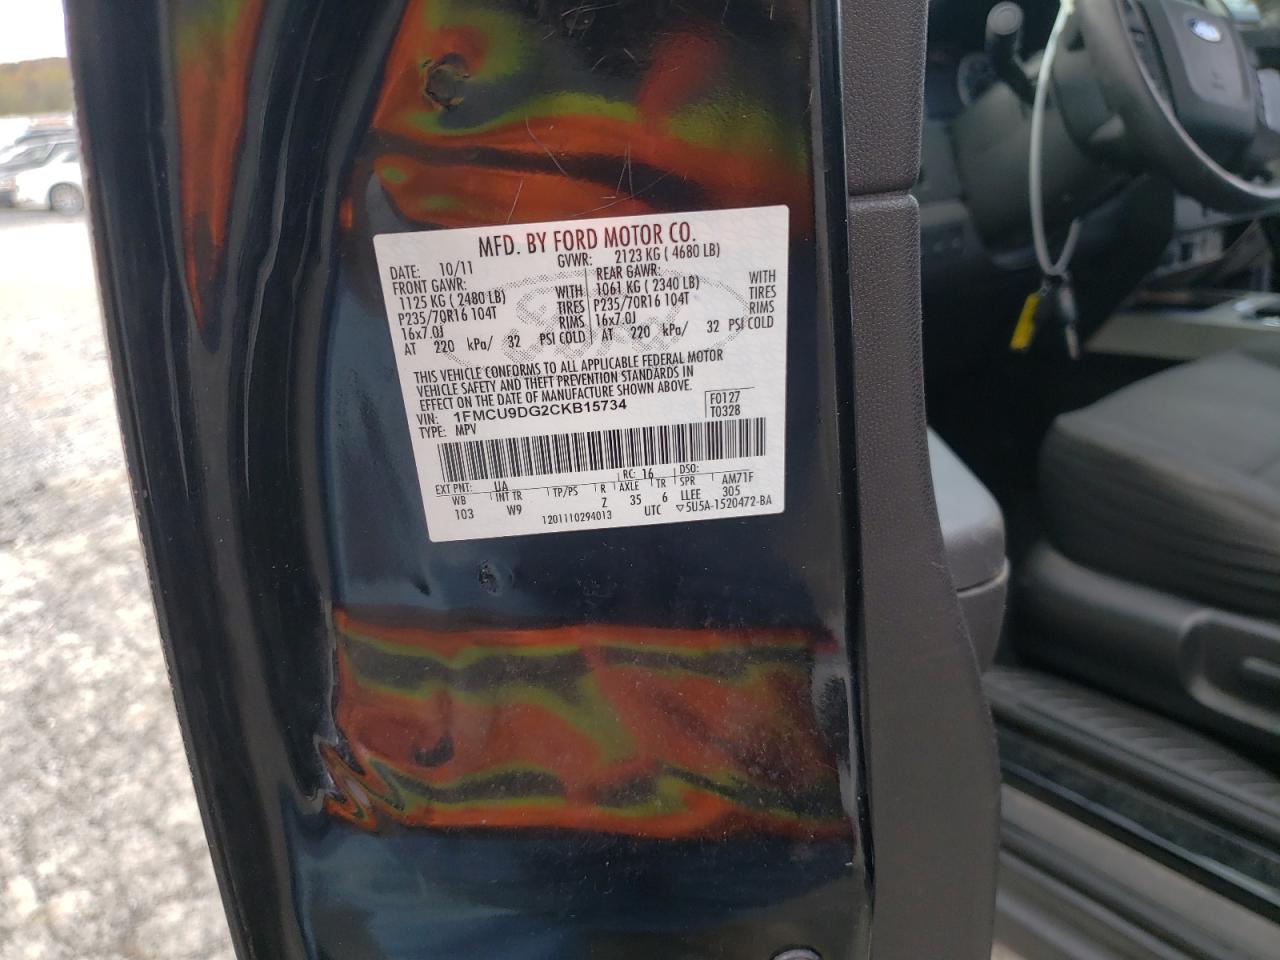 MFD. BY FORD MOTOR CO.
DATE: 10/11 GVWR: 2123 KG ( 4680 LB)
FRONT GAWR: REAR GAWR:
1125 KG ( 2480 LB) WITH 1061 KG ( 2340 LB) WITH
P235/70R16 104T TIRES P235/70R16 104T TIRES
16x7.0J RIMS 16x7.0J RIMS
AT 220 kPa/ 32 PSI COLD AT 220 kPa/ 32 PSI COLD
THIS VEHICLE CONFORMS TO ALL APPLICABLE FEDERAL MOTOR
VEHICLE SAFETY AND THEFT PREVENTION STANDARDS IN
EFFECT ON THE DATE OF MANUFACTURE SHOWN ABOVE.
VIN: 1FMCU9DG2CKB15734 F0127
TYPE: MPV T0328
EXT PNT: UA RC: 16 DSO:
WB INT TR TP/PS R AXLE TR SPR AM71F
103 W9 Z 35 6 LLEE 305
1201110294013 UTC ▽5U5A-1520472-BA
Ford